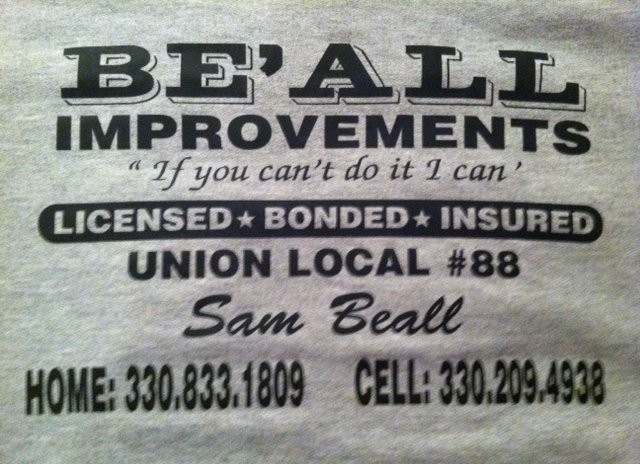 BE'ALL
IMPROVEMENTS
“ If you can't do it I can ’
LICENSED ★ BONDED ★ INSURED
UNION LOCAL #88
Sam Beall
HOME: 330.833.1809 CELL: 330.209.4938